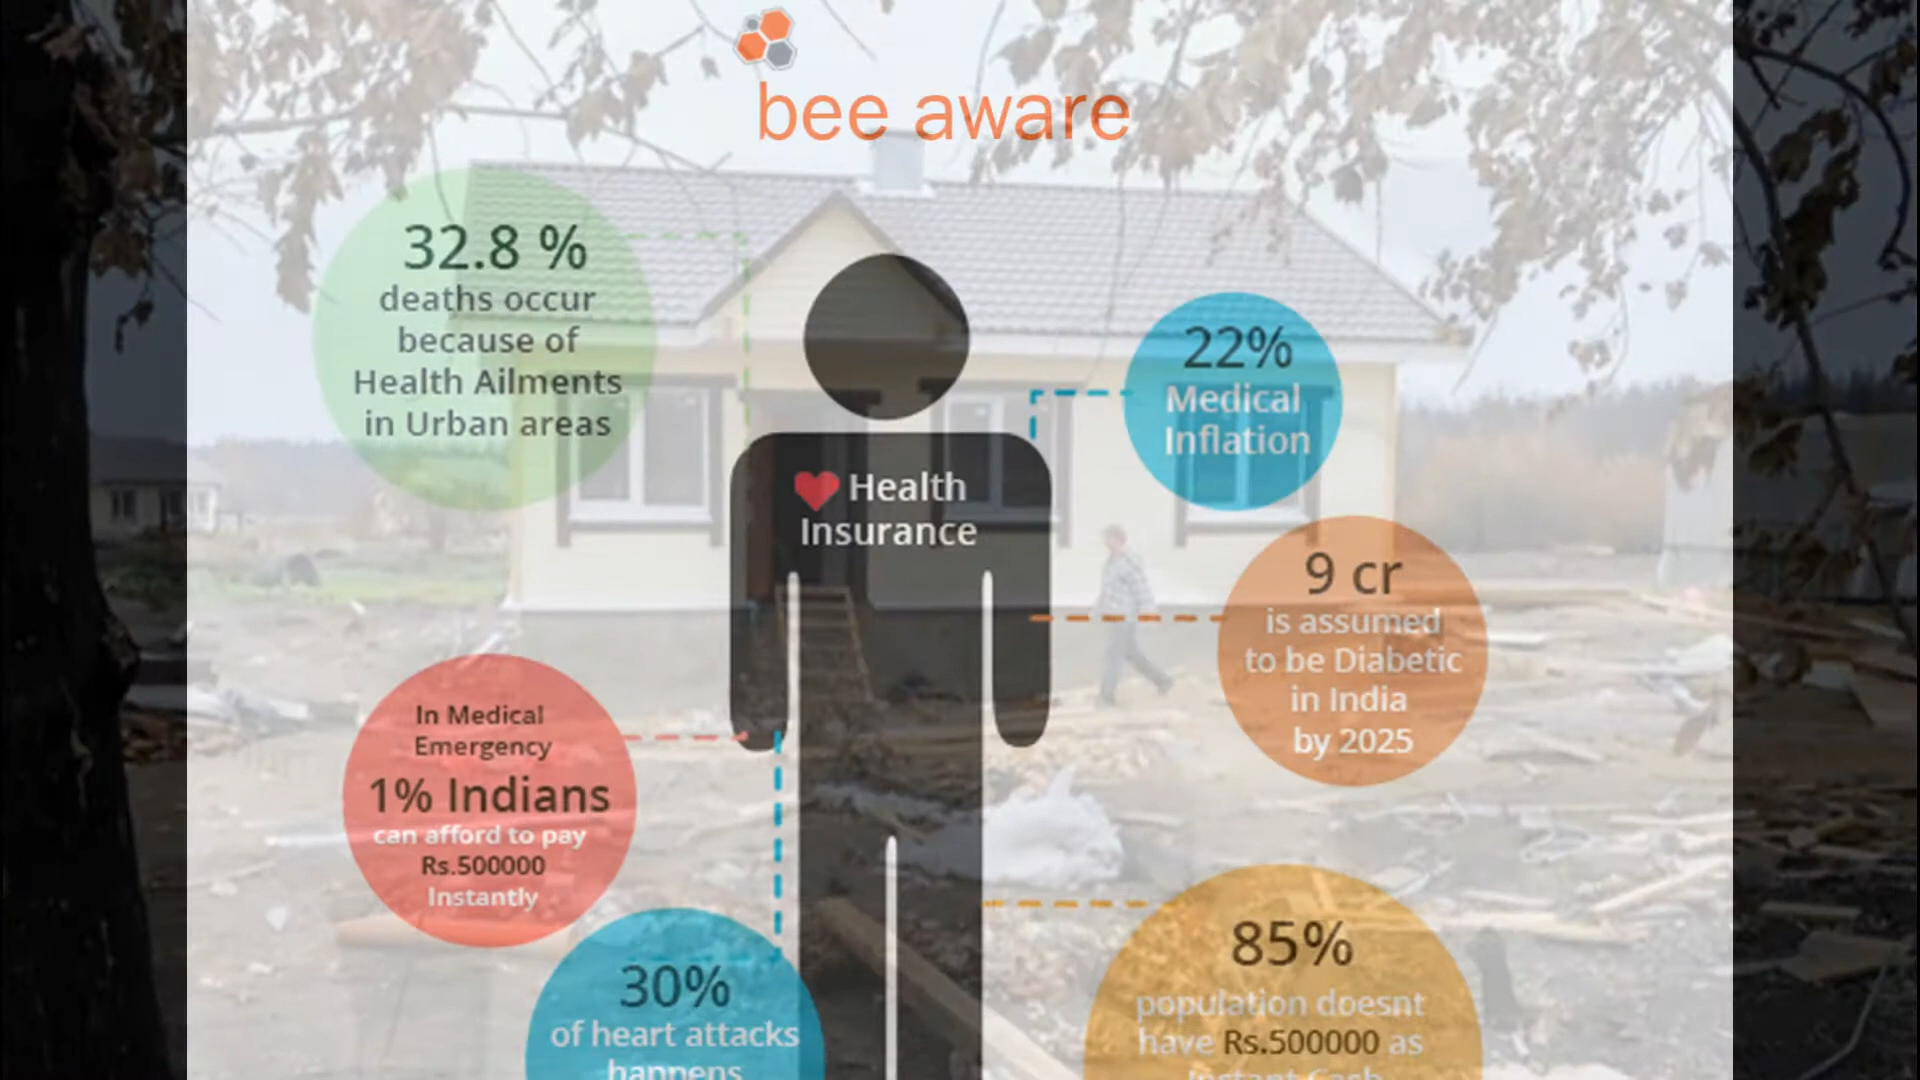 bee aware
32.8 %
deaths occur
because of
Health Ailments
in Urban areas
22%
Medical
Inflation
Health
Insurance
9 cr
is assumed
to be Diabetic
in India
by 2025
In Medical
Emergency
1% Indians
can afford to pay
Rs.500000
Instantly
30%
of heart attacks
happens
85%
population doesnt
have Rs.500000 as
Instant Cash